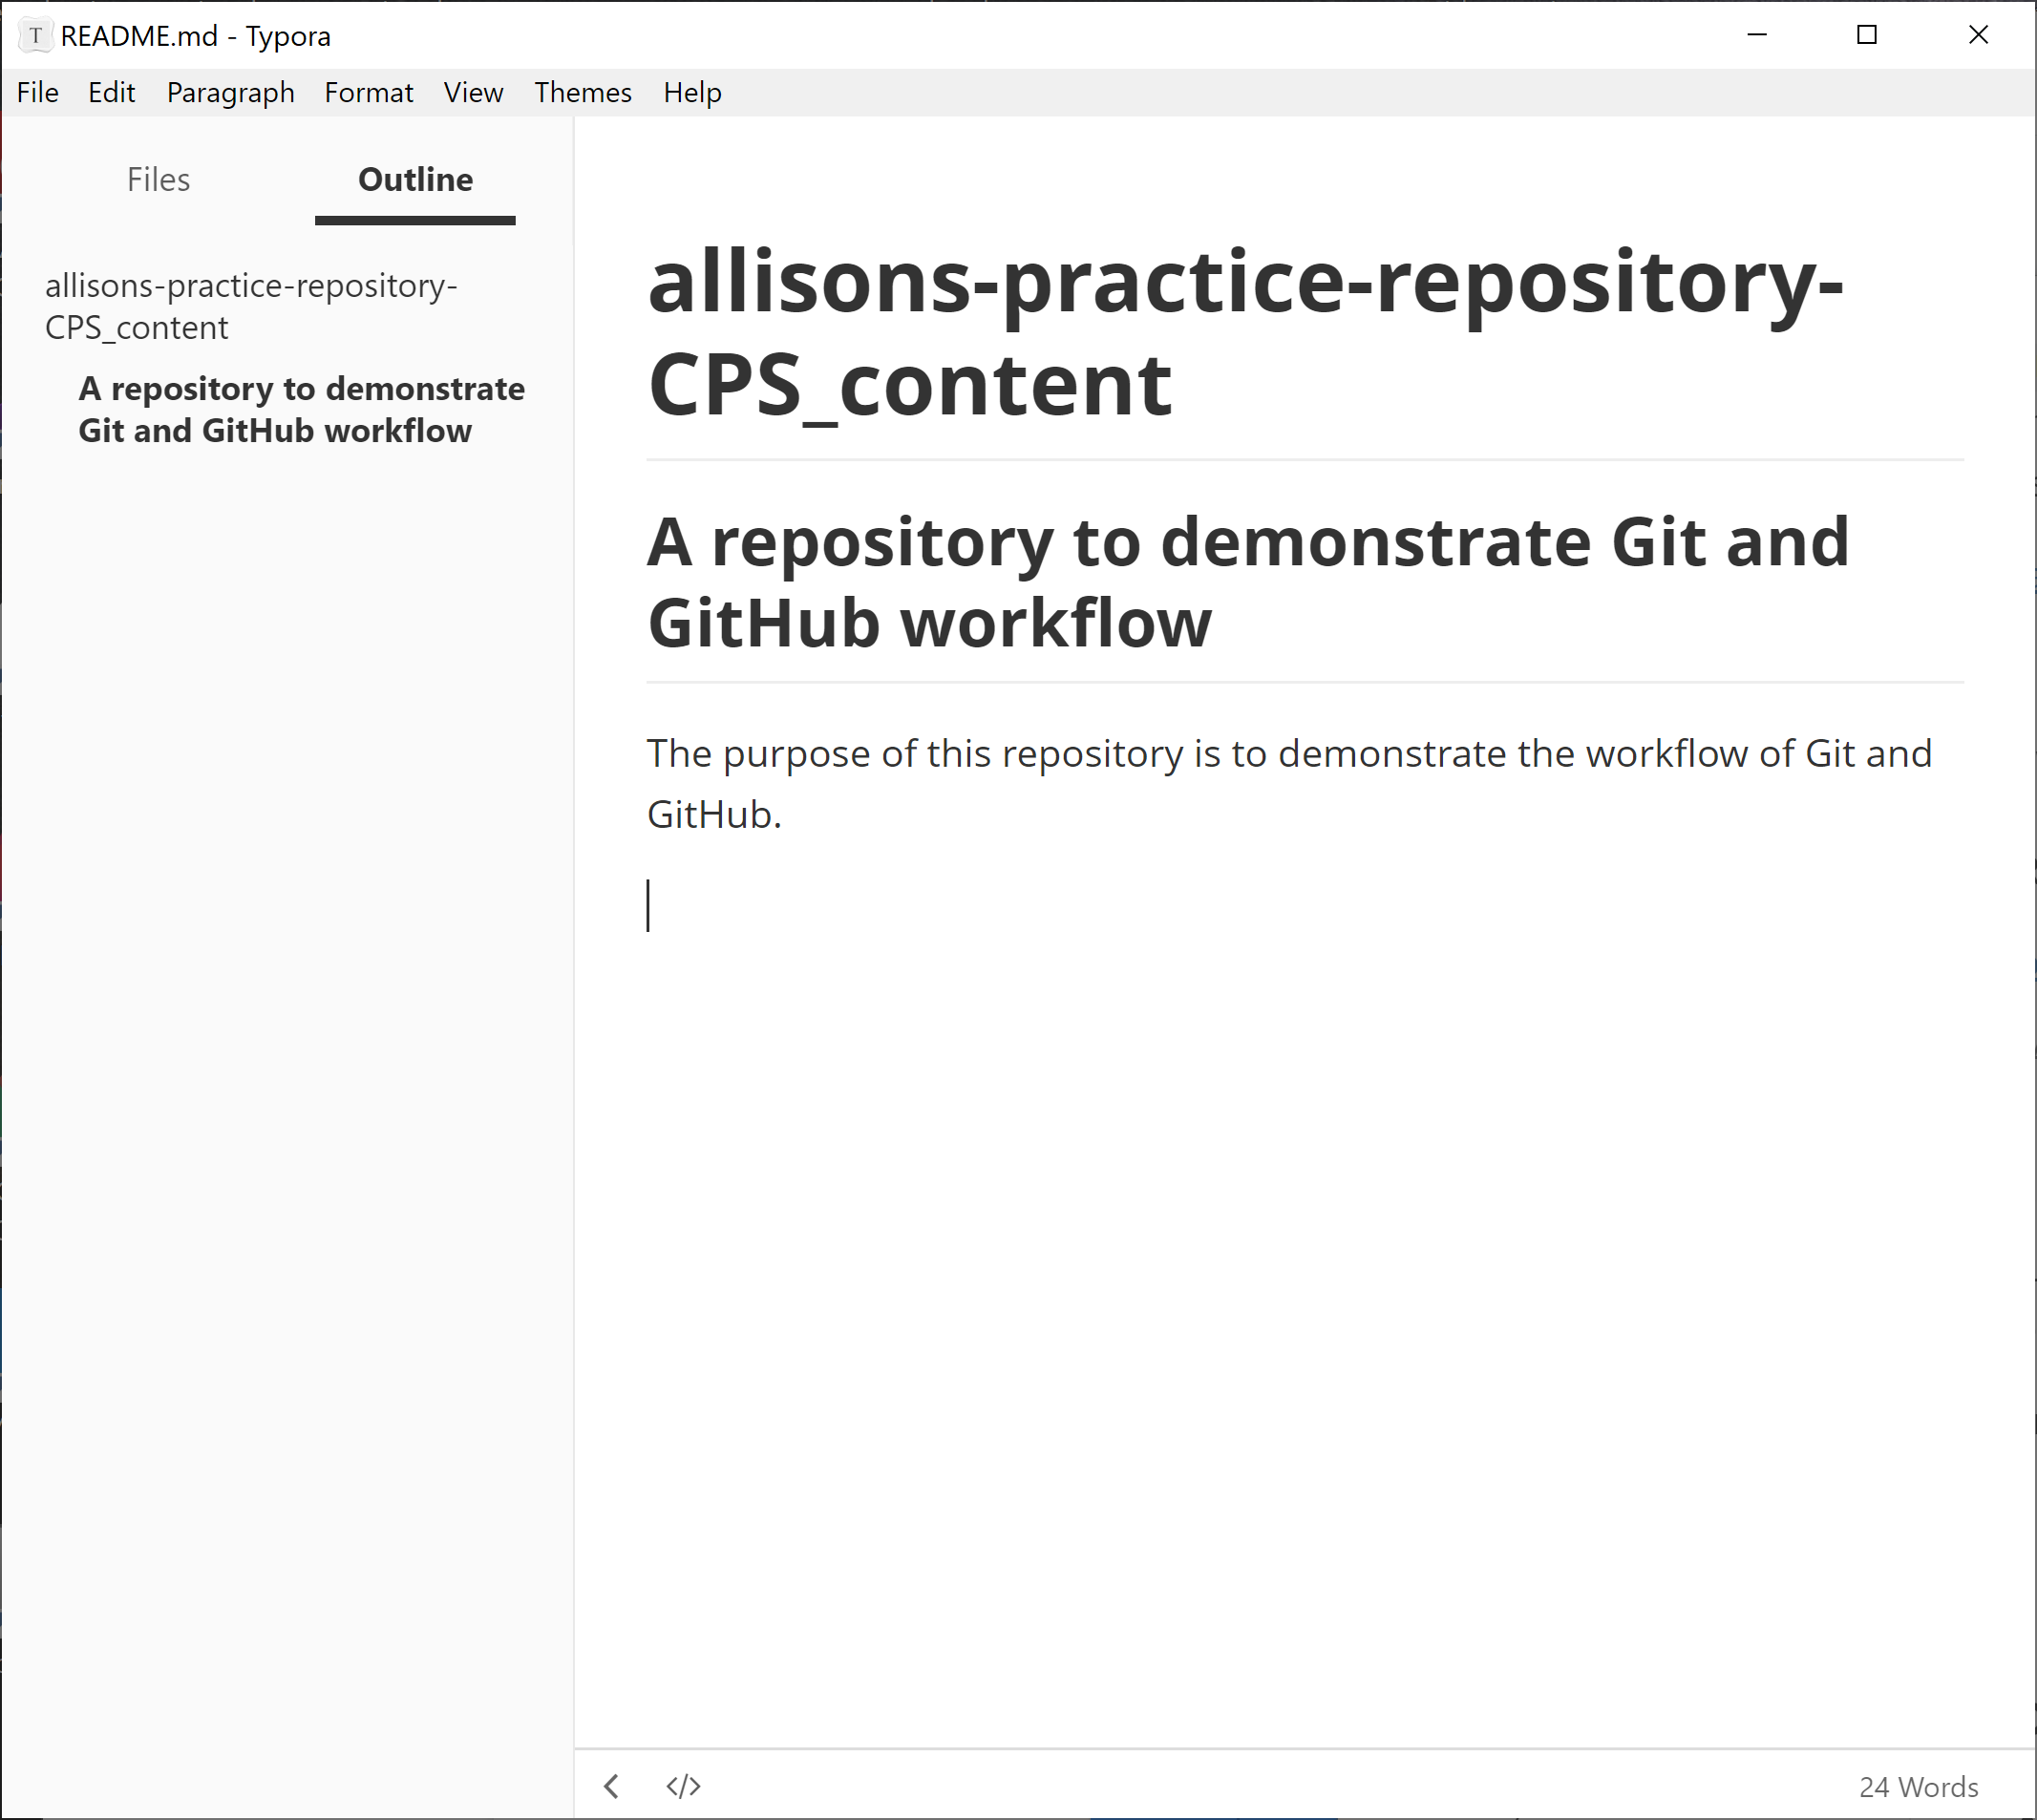 T README.md - Typora
File Edit Paragraph Format View Themes Help
Files Outline
allisons-practice-repository-
CPS_content
A repository to demonstrate
Git and GitHub workflow
allisons-practice-repository-
CPS_content
A repository to demonstrate Git and
GitHub workflow
The purpose of this repository is to demonstrate the workflow of Git and
GitHub.
</> 24 Words